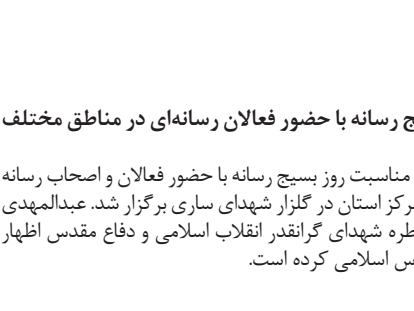 رسانه با حضور فعالان رسانه‌ای در مناطق مختلف
مناسبت روز بسیج رسانه با حضور فعالان و اصحاب رسانه
مرکز استان در گلزار شهدای ساری برگزار شد. عبدالمهدی
شهدای گرانقدر انقلاب اسلامی و دفاع مقدس اظهار
اسلامی کرده است.